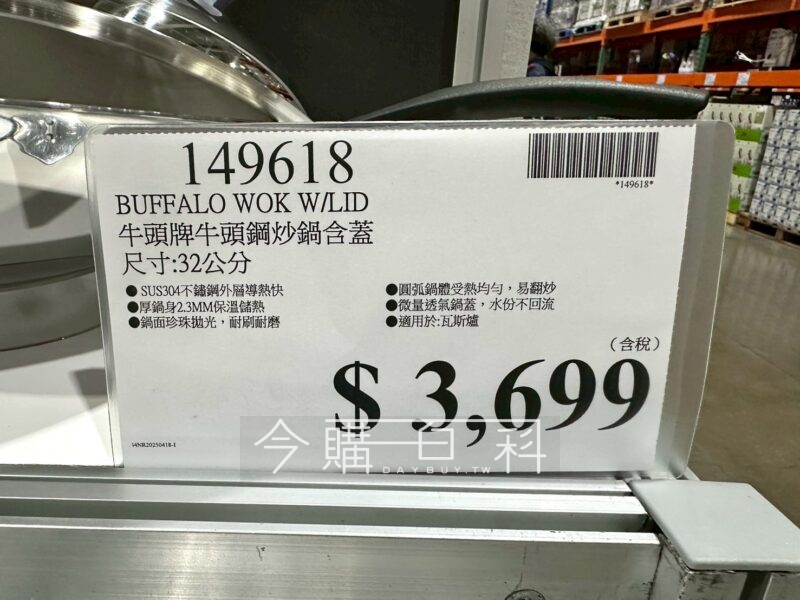 149618
*149618*
BUFFALO WOK W/LID
牛頭牌牛頭鋼炒鍋含蓋
尺寸:32公分
●SUS304不鏽鋼外層導熱快
●厚鍋身2.3MM保溫儲熱
●鍋面珍珠拋光，耐刷耐磨
●圓弧鍋體受熱均勻，易翻炒
●微量透氣鍋蓋，水份不回流
●適用於:瓦斯爐
(含稅)
$ 3,699
今購百科
DAYBUY.TW
14NR20250418-1